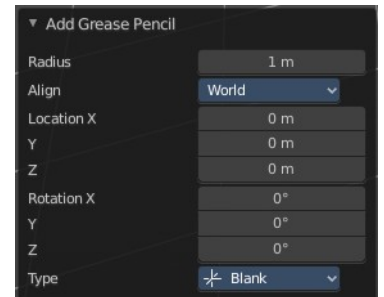 Add Grease Pencil
Radius 1 m
Align World
Location X 0 m
Y 0 m
Z 0 m
Rotation X 0°
Y 0°
Z 0°
Type Blank